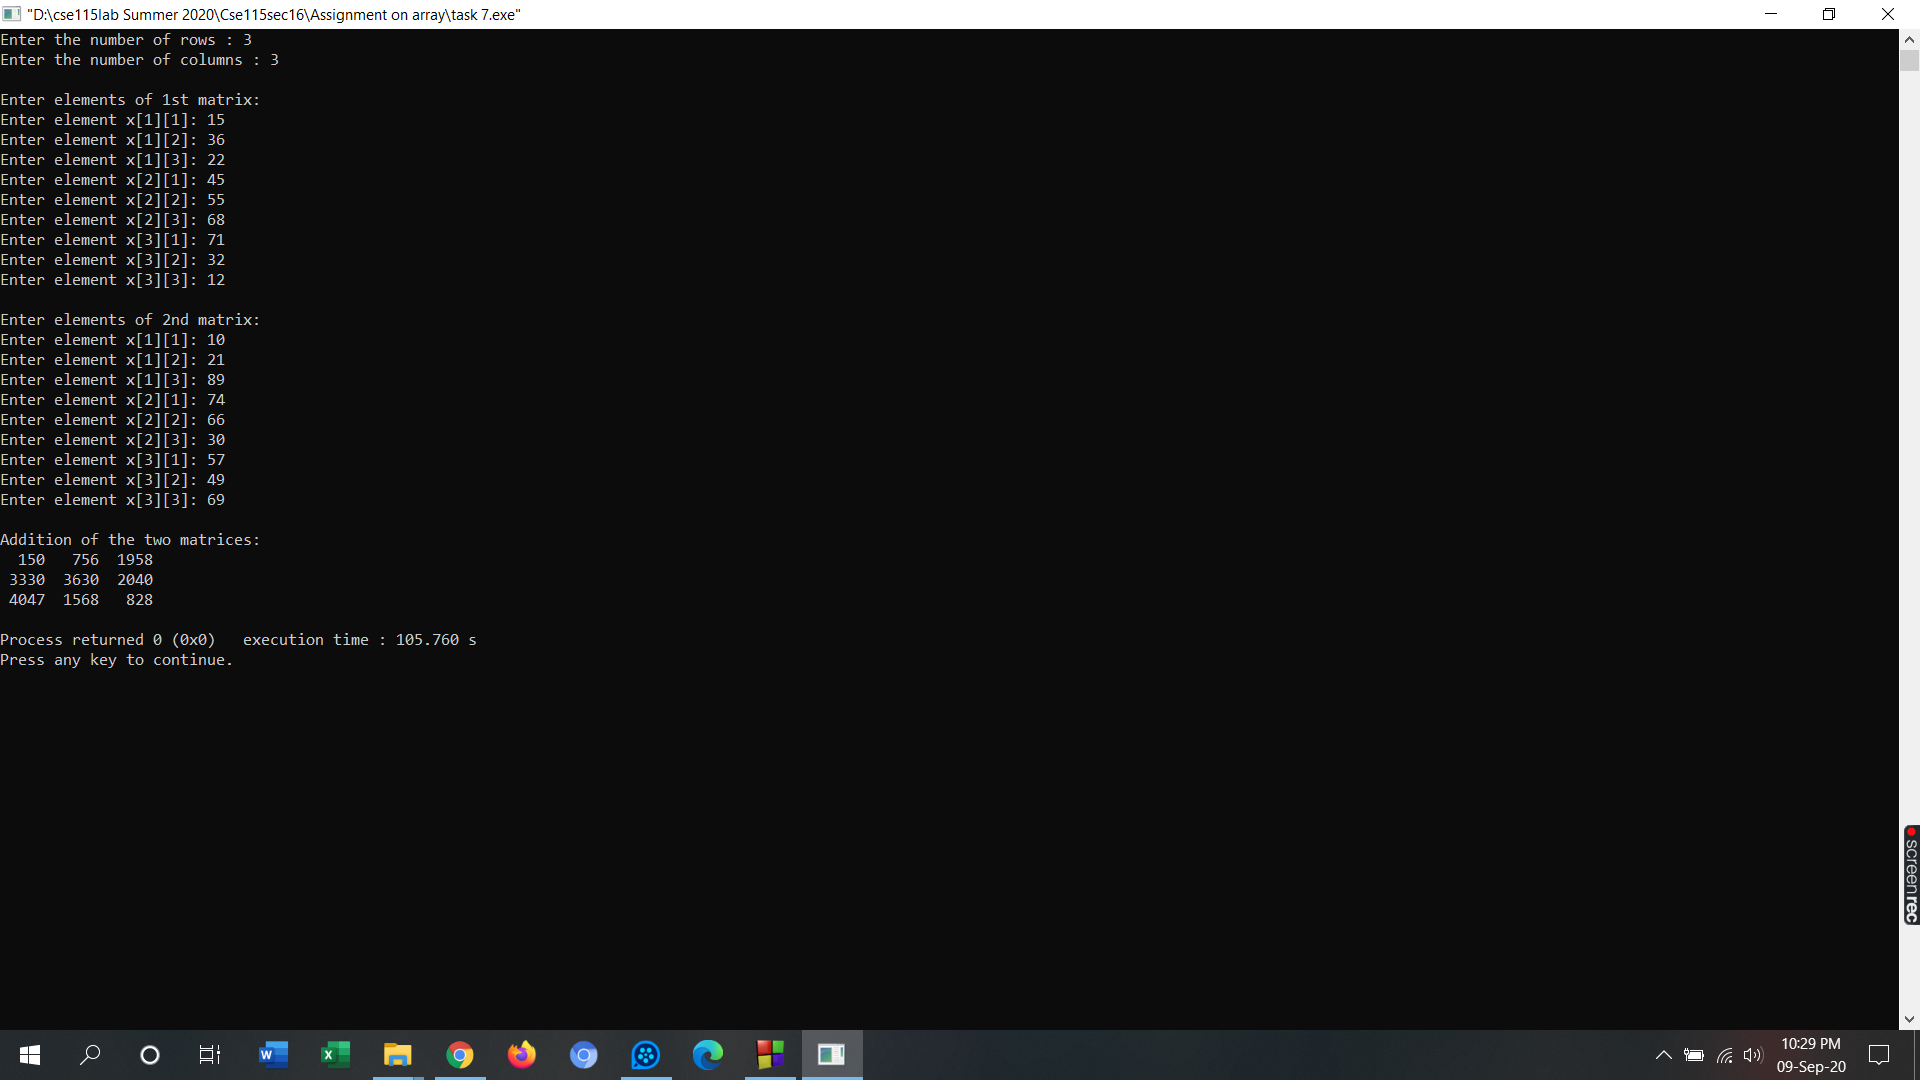 "D:\cse115lab Summer 2020\Cse115sec16\Assignment on array\task 7.exe"
Enter the number of rows : 3
Enter the number of columns : 3
Enter elements of 1st matrix:
Enter element x[1][1]: 15
Enter element x[1][2]: 36
Enter element x[1][3]: 22
Enter element x[2][1]: 45
Enter element x[2][2]: 55
Enter element x[2][3]: 68
Enter element x[3][1]: 71
Enter element x[3][2]: 32
Enter element x[3][3]: 12
Enter elements of 2nd matrix:
Enter element x[1][1]: 10
Enter element x[1][2]: 21
Enter element x[1][3]: 89
Enter element x[2][1]: 74
Enter element x[2][2]: 66
Enter element x[2][3]: 30
Enter element x[3][1]: 57
Enter element x[3][2]: 49
Enter element x[3][3]: 69
Addition of the two matrices:
150 756 1958
3330 3630 2040
4047 1568 828
Process returned 0 (0x0) execution time : 105.760 s
Press any key to continue.
screenrec
W
X
10:29 PM
09-Sep-20